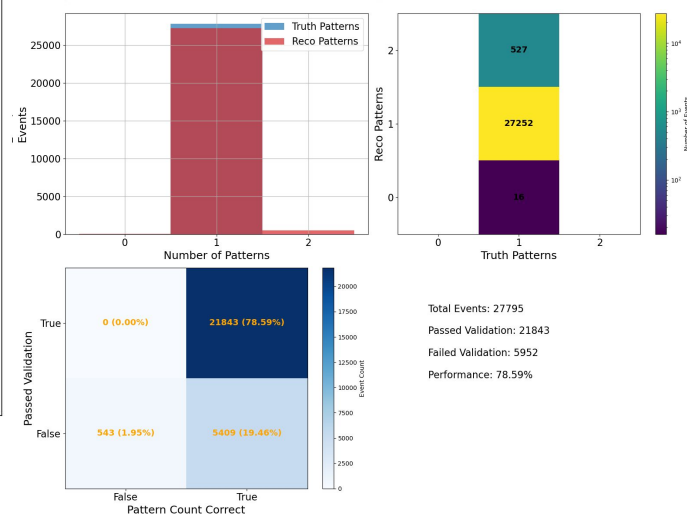 25000
20000
15000
10000
5000
0
Events
Truth Patterns
Reco Patterns
0
1
2
Number of Patterns
2
1
0
Reco Patterns
527
27252
16
0
1
2
Truth Patterns
10⁴
10³
10²
Number of Events
True
False
Passed Validation
0 (0.00%)
21843 (78.59%)
543 (1.95%)
5409 (19.46%)
False
True
Pattern Count Correct
20000
17500
15000
12500
10000
7500
5000
2500
0
Event Count
Total Events: 27795
Passed Validation: 21843
Failed Validation: 5952
Performance: 78.59%